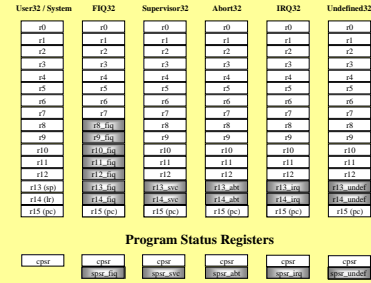 User32 / System FIQ32 Supervisor32 Abort32 IRQ32 Undefined32
r0 r0 r0 r0 r0 r0
r1 r1 r1 r1 r1 r1
r2 r2 r2 r2 r2 r2
r3 r3 r3 r3 r3 r3
r4 r4 r4 r4 r4 r4
r5 r5 r5 r5 r5 r5
r6 r6 r6 r6 r6 r6
r7 r7 r7 r7 r7 r7
r8 r8_fiq r8 r8 r8 r8
r9 r9_fiq r9 r9 r9 r9
r10 r10_fiq r10 r10 r10 r10
r11 r11_fiq r11 r11 r11 r11
r12 r12_fiq r12 r12 r12 r12
r13 (sp) r13_fiq r13_svc r13_abt r13_irq r13_undef
r14 (lr) r14_fiq r14_svc r14_abt r14_irq r14_undef
r15 (pc) r15 (pc) r15 (pc) r15 (pc) r15 (pc) r15 (pc)
Program Status Registers
cpsr cpsr cpsr cpsr cpsr cpsr
spsr_fiq spsr_svc spsr_abt spsr_irq spsr_undef